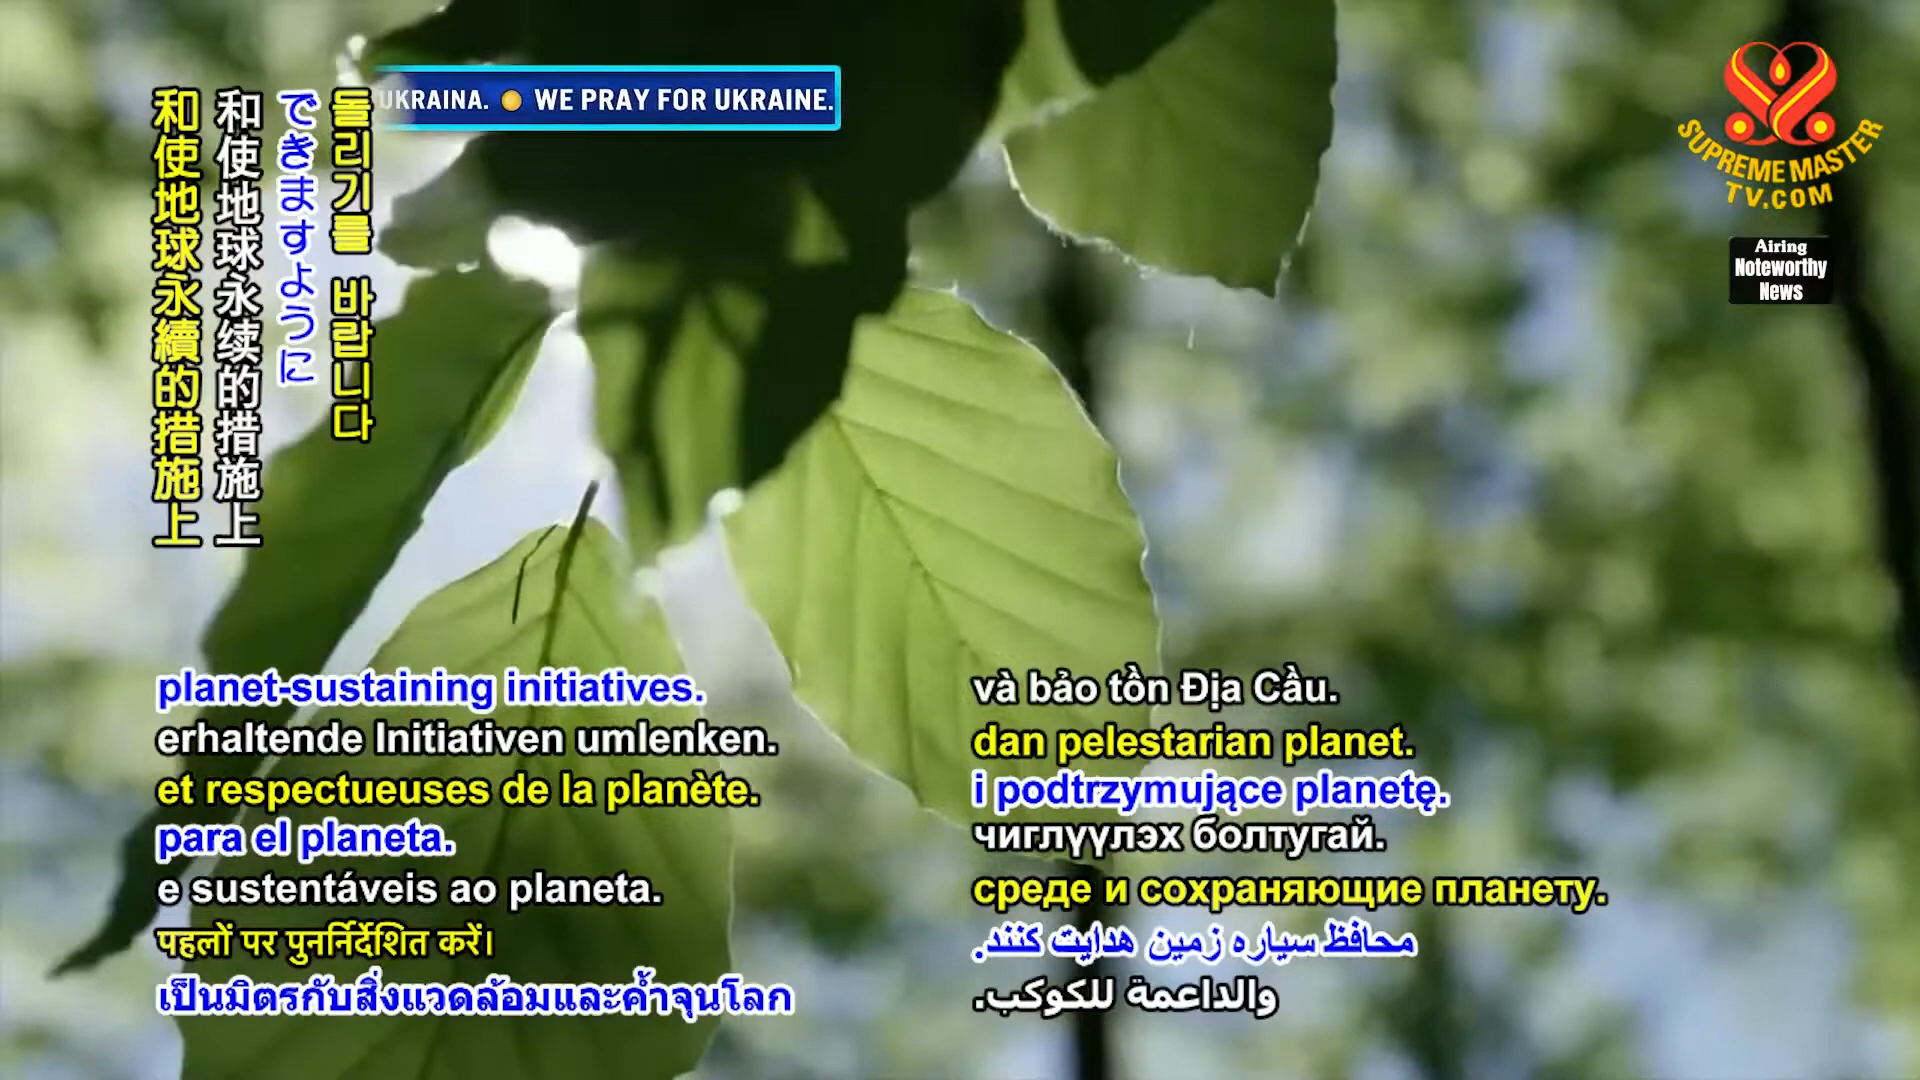 UKRAINA. WE PRAY FOR UKRAINE.
SUPREME MASTER
TV.COM
Airing
Noteworthy
News
和使地球永續的措施上
和使地球永续的措施上
できますように
돌리기를 바랍니다
planet-sustaining initiatives.
erhaltende Initiativen umlenken.
et respectueuses de la planète.
para el planeta.
e sustentáveis ao planeta.
पहलों पर पुनर्निर्देशित करें।
เป็นมิตรกับสิ่งแวดล้อมและค้ำจุนโลก
và bảo tồn Địa Cầu.
dan pelestarian planet.
i podtrzymujące planetę.
чиглүүлэх болтугай.
среде и сохраняющие планету.
محافظ سیاره زمین هدایت کنند.
والداعمة للكوكب.